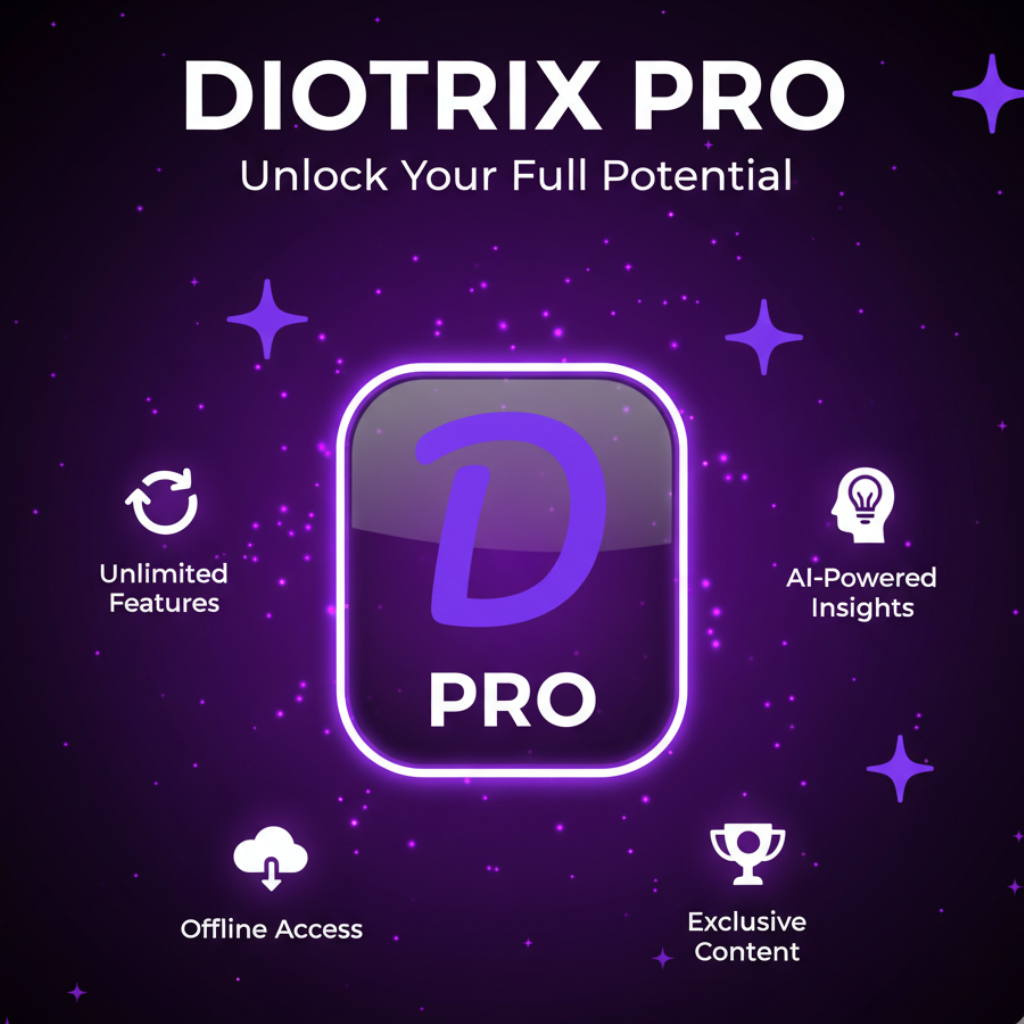 DIOTRIX PRO
Unlock Your Full Potential
D
PRO
Unlimited
Features
AI-Powered
Insights
Offline Access
Exclusive
Content